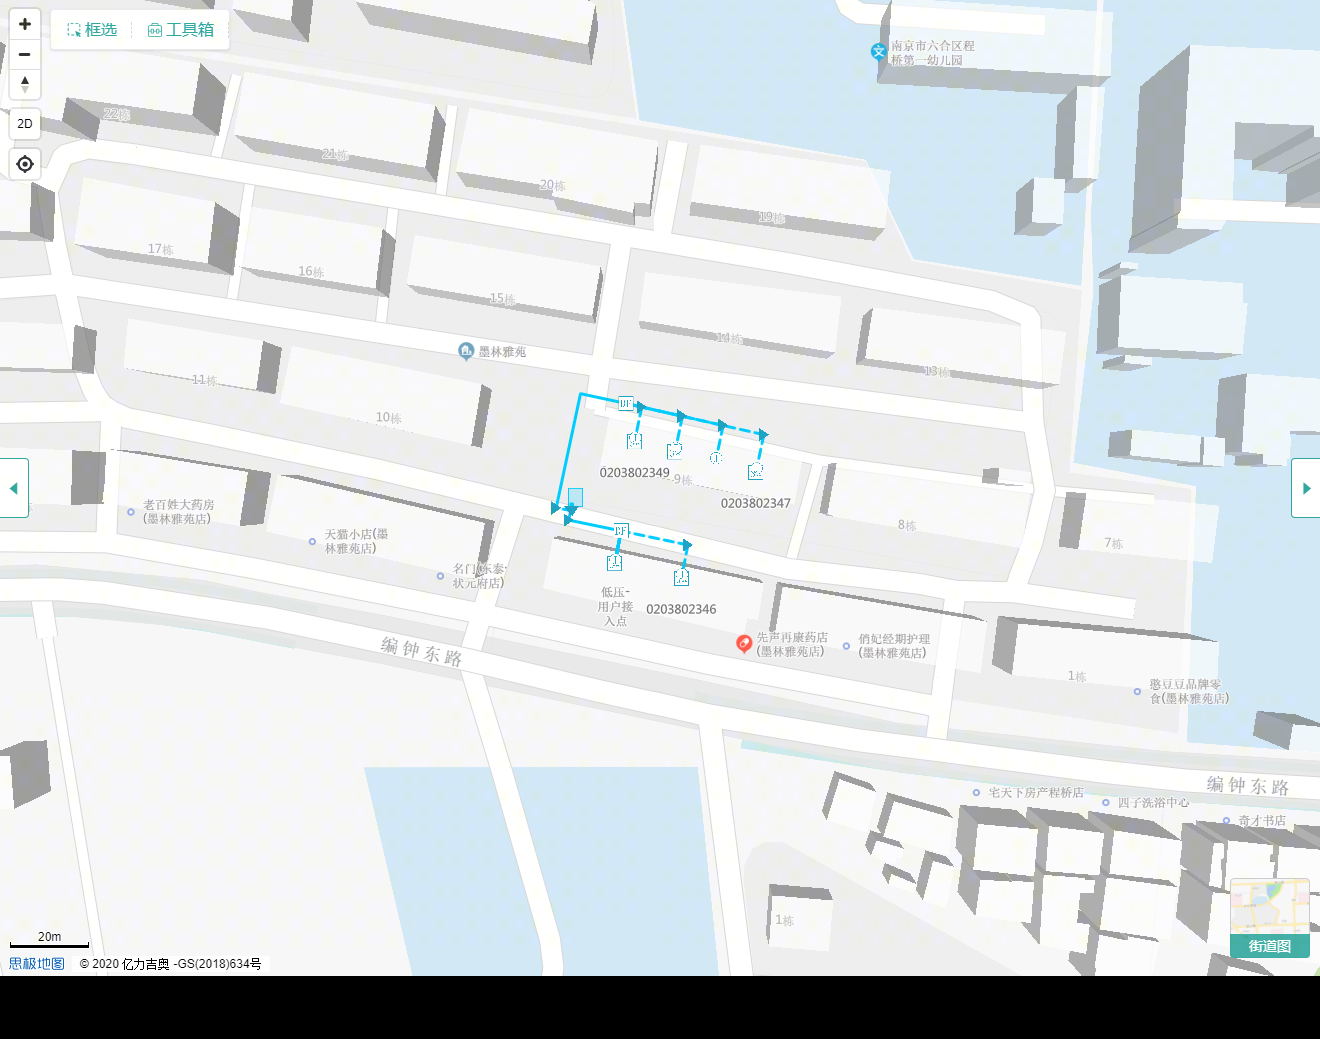 框选
工具箱
2D
南京市六合区程
桥第一幼儿园
22栋
21栋
20栋
19栋
17栋
16栋
15栋
14栋
13栋
墨林雅苑
11栋
10栋
DF
0203802349
-9栋
0203802347
老百姓大药房
(墨林雅苑店)
天猫小店(墨
林雅苑店)
8栋
7栋
DF
名门(东泰·
状元府店)
低压-
用户接
入点
0203802346
先声再康药店
(墨林雅苑店)
俏妃经期护理
(墨林雅苑店)
编钟东路
1栋
憨豆豆品牌零
食(墨林雅苑店)
编钟东路
宅天下房产程桥店
四子洗浴中心
奇才书店
1栋
20m
街道图
思极地图
© 2020 亿力吉奥 -GS(2018)634号